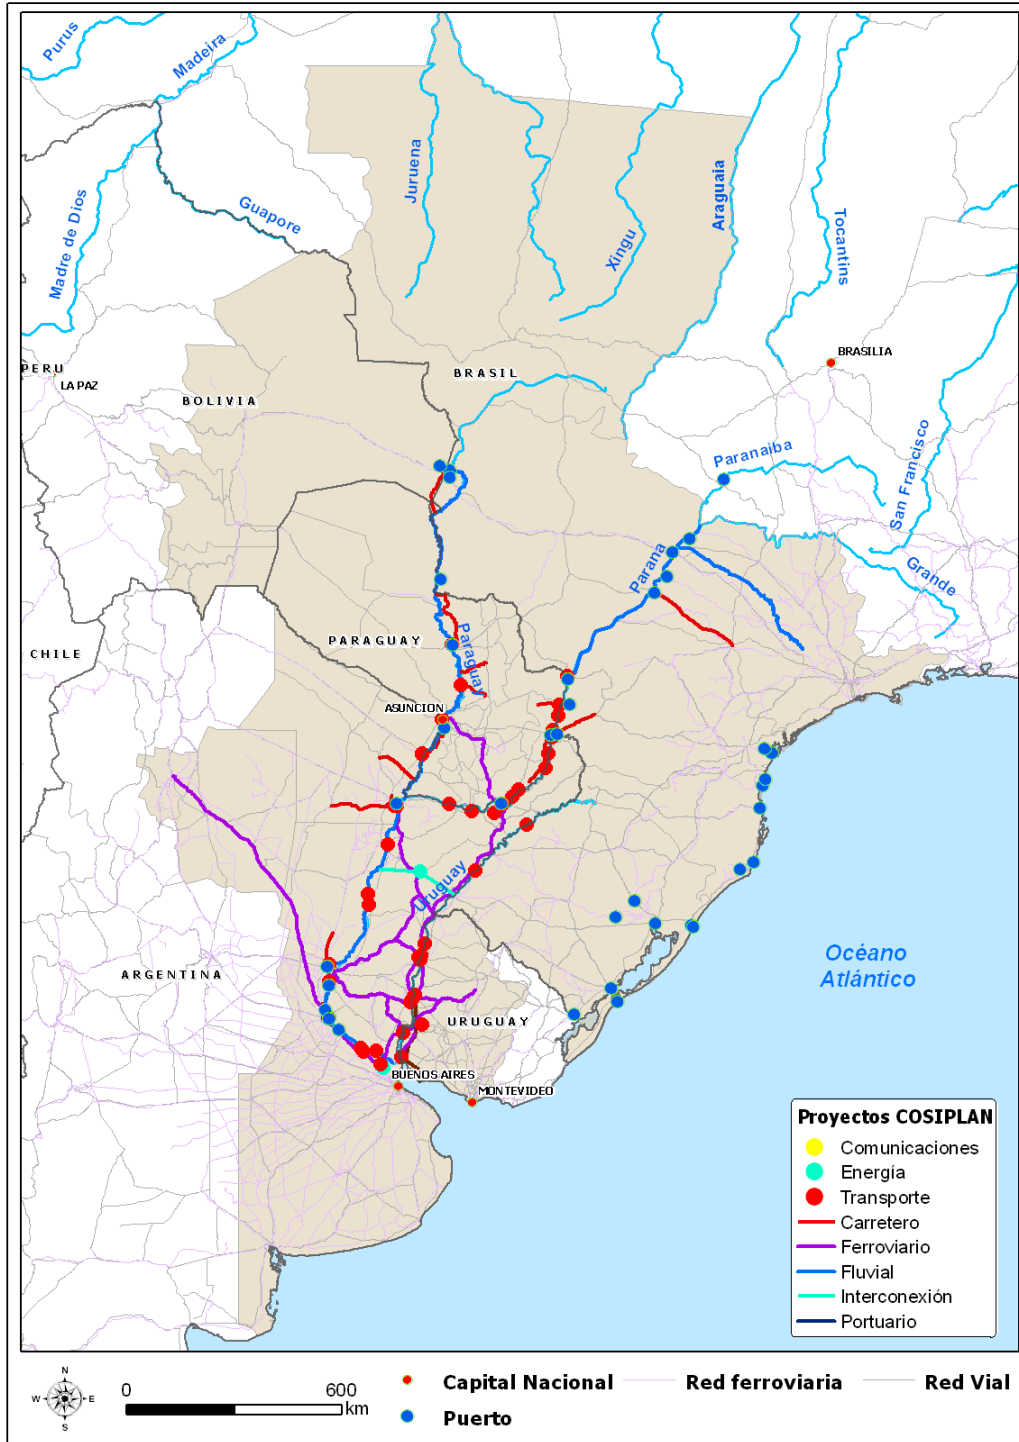 Purus
Madeira
Juruena
Madre de Dios
Guapore
Xingu
Araguaia
Tocantins
BRASILIA
PERU
LA PAZ
BRASIL
BOLIVIA
Paranaiba
San Francisco
Parana
Grande
PARAGUAY
Paraguay
CHILE
ASUNCION
Uruguay
Océano
Atlántico
ARGENTINA
URUGUAY
BUENOS AIRES
MONTEVIDEO
Proyectos COSIPLAN
Comunicaciones
Energía
Transporte
Carretero
Ferroviario
Fluvial
Interconexión
Portuario
N
W E
S
0 600
km
Capital Nacional
Red ferroviaria
Red Vial
Puerto